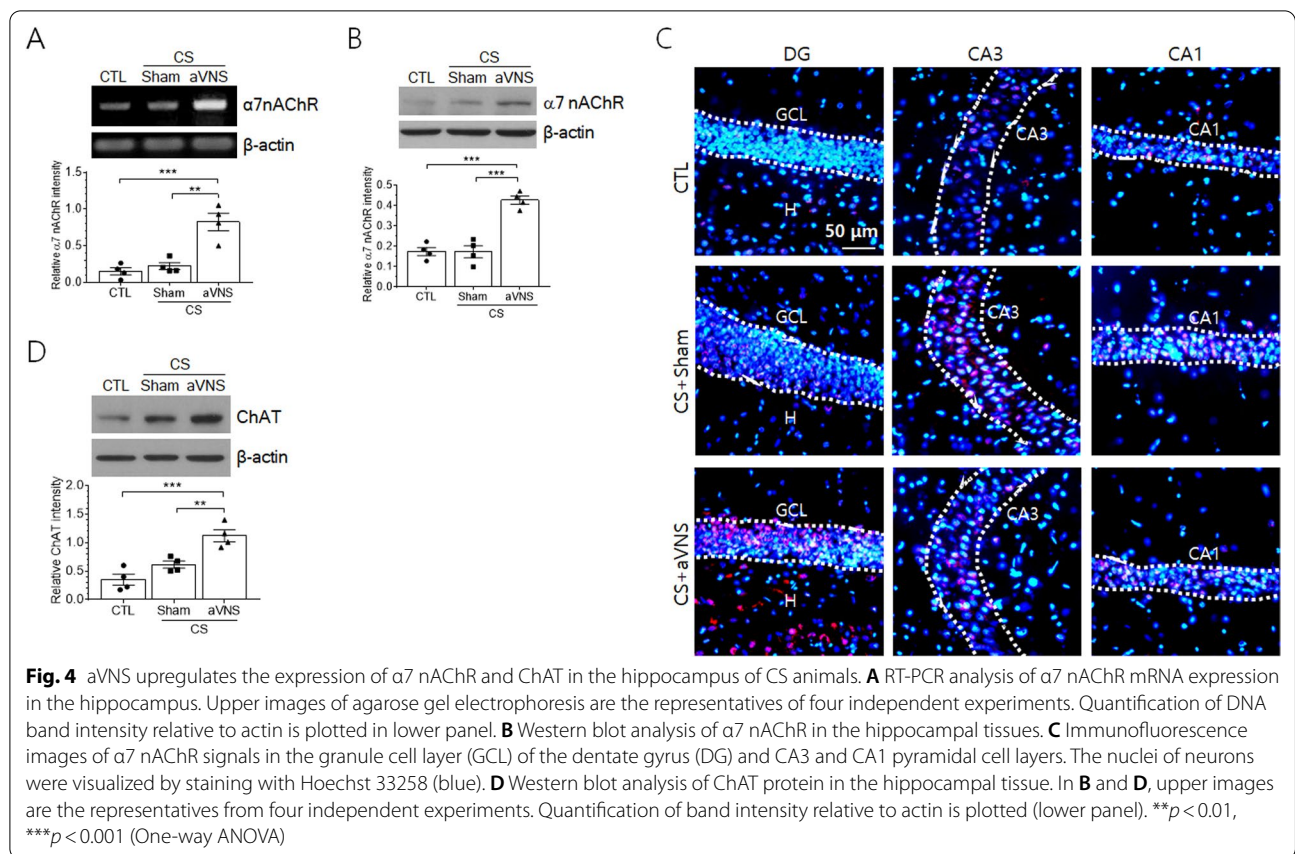 A
CS
CTL Sham aVNS
α7nAChR
β-actin
Relative α7 nAChR intensity
1.5
1.0
0.5
0.0
***
**
CTL Sham aVNS
CS
B
CS
CTL Sham aVNS
α7 nAChR
β-actin
Relative α7 nAChR intensity
0.6
0.4
0.2
0.0
***
***
CTL Sham aVNS
CS
C
DG CA3 CA1
CTL
GCL
H
50 µm
CA3
CA1
CS+Sham
GCL
H
CA3
CA1
CS+aVNS
GCL
H
CA3
CA1
D
CS
CTL Sham aVNS
ChAT
β-actin
Relative ChAT intensity
2.0
1.5
1.0
0.5
0.0
***
**
CTL Sham aVNS
CS
Fig. 4 aVNS upregulates the expression of α7 nAChR and ChAT in the hippocampus of CS animals. A RT-PCR analysis of α7 nAChR mRNA expression
in the hippocampus. Upper images of agarose gel electrophoresis are the representatives of four independent experiments. Quantification of DNA
band intensity relative to actin is plotted in lower panel. B Western blot analysis of α7 nAChR in the hippocampal tissues. C Immunofluorescence
images of α7 nAChR signals in the granule cell layer (GCL) of the dentate gyrus (DG) and CA3 and CA1 pyramidal cell layers. The nuclei of neurons
were visualized by staining with Hoechst 33258 (blue). D Western blot analysis of ChAT protein in the hippocampal tissue. In B and D, upper images
are the representatives from four independent experiments. Quantification of band intensity relative to actin is plotted (lower panel). **p < 0.01,
***p < 0.001 (One-way ANOVA)